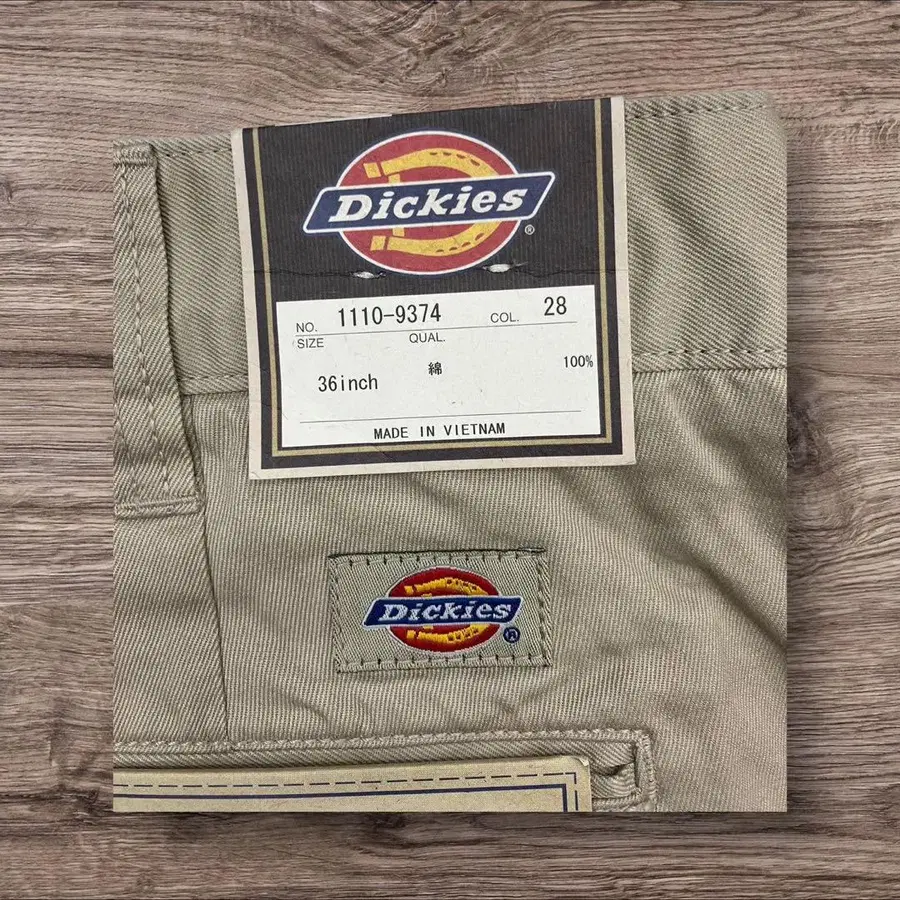 Dickies
®
NO. 1110-9374 COL. 28
SIZE QUAL.
36inch 綿 100%
MADE IN VIETNAM
Dickies
®